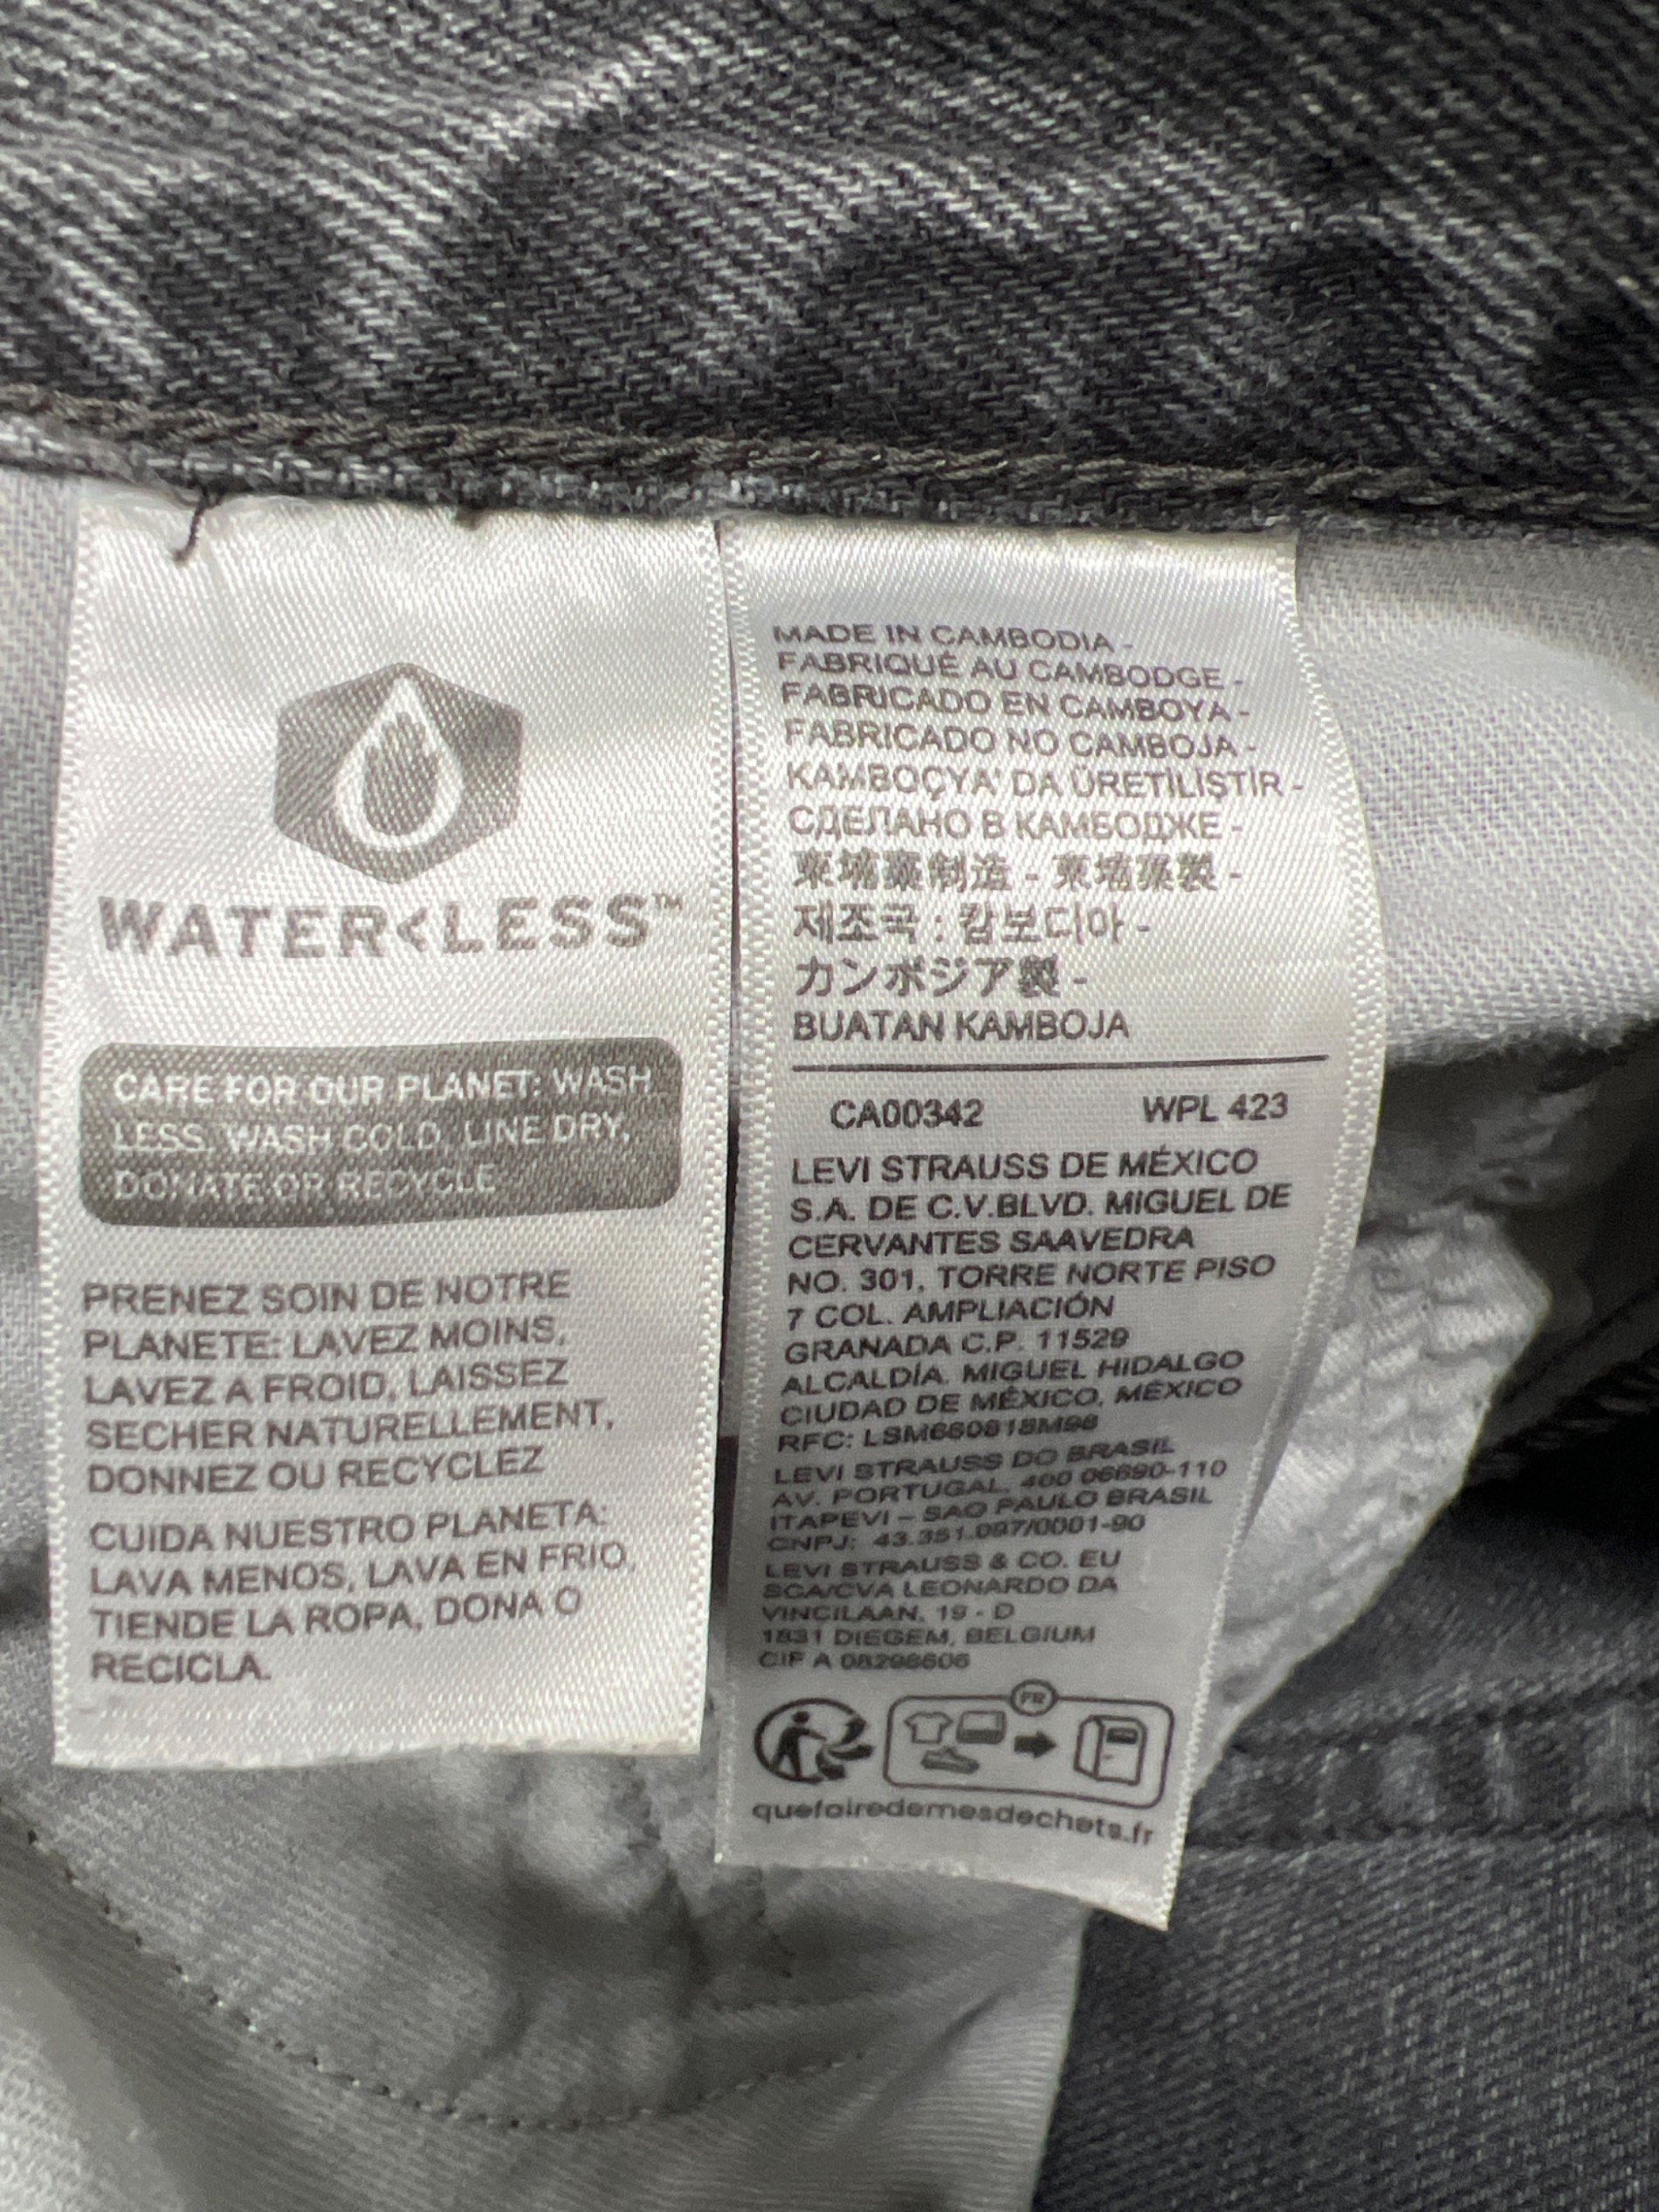 WATER<LESS™
CARE FOR OUR PLANET: WASH
LESS, WASH COLD, LINE DRY,
DONATE OR RECYCLE
PRENEZ SOIN DE NOTRE
PLANETE: LAVEZ MOINS,
LAVEZ A FROID, LAISSEZ
SECHER NATURELLEMENT,
DONNEZ OU RECYCLEZ
CUIDA NUESTRO PLANETA:
LAVA MENOS, LAVA EN FRIO,
TIENDE LA ROPA, DONA O
RECICLA.
MADE IN CAMBODIA -
FABRIQUÉ AU CAMBODGE -
FABRICADO EN CAMBOYA -
FABRICADO NO CAMBOJA -
KAMBOÇYA' DA ÜRETİLİŞTİR -
СДЕЛАНО В КАМБОДЖЕ -
柬埔寨制造 - 柬埔寨製 -
제조국 : 캄보디아 -
カンボジア製 -
BUATAN KAMBOJA
CA00342 WPL 423
LEVI STRAUSS DE MÉXICO
S.A. DE C.V.BLVD. MIGUEL DE
CERVANTES SAAVEDRA
NO. 301, TORRE NORTE PISO
7 COL. AMPLIACIÓN
GRANADA C.P. 11529
ALCALDÍA. MIGUEL HIDALGO
CIUDAD DE MÉXICO, MÉXICO
RFC: LSM660818M98
LEVI STRAUSS DO BRASIL
AV. PORTUGAL, 400 06690-110
ITAPEVI – SAO PAULO BRASIL
CNPJ: 43.351.097/0001-90
LEVI STRAUSS & CO. EU
SCA/CVA LEONARDO DA
VINCILAAN, 19 - D
1831 DIEGEM, BELGIUM
CIF A 08298606
FR
quefairedemesdechets.fr